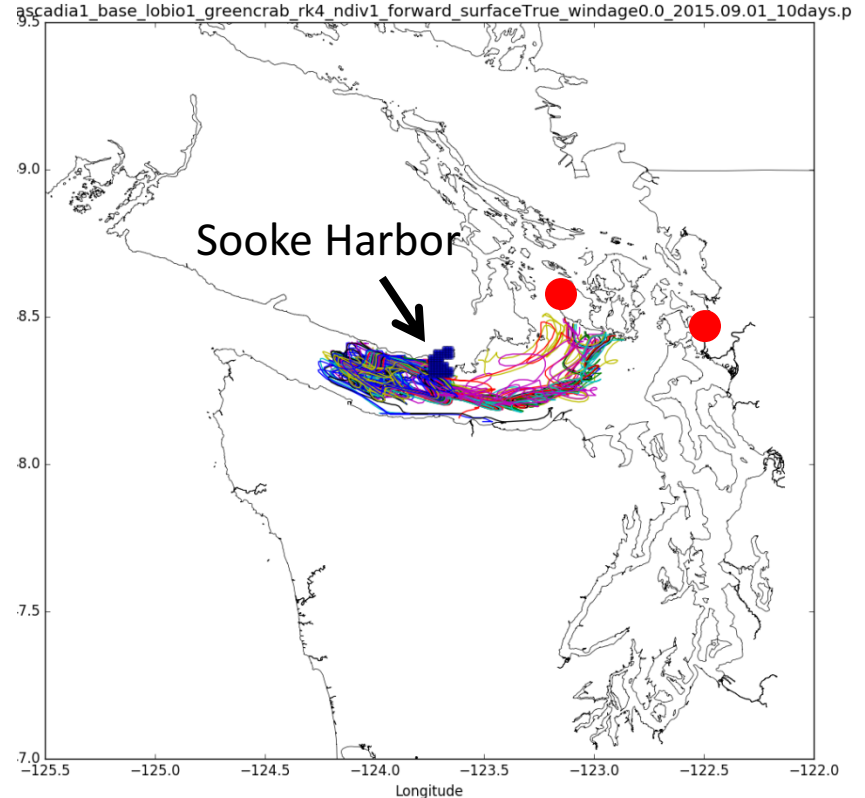 ascadia1_base_lobio1_greencrab_rk4_ndiv1_forward_surfaceTrue_windage0.0_2015.09.01_10days.p
9.5
9.0
Sooke Harbor
8.5
8.0
7.5
7.0
−125.5 −125.0 −124.5 −124.0 −123.5 −123.0 −122.5 −122.0
Longitude